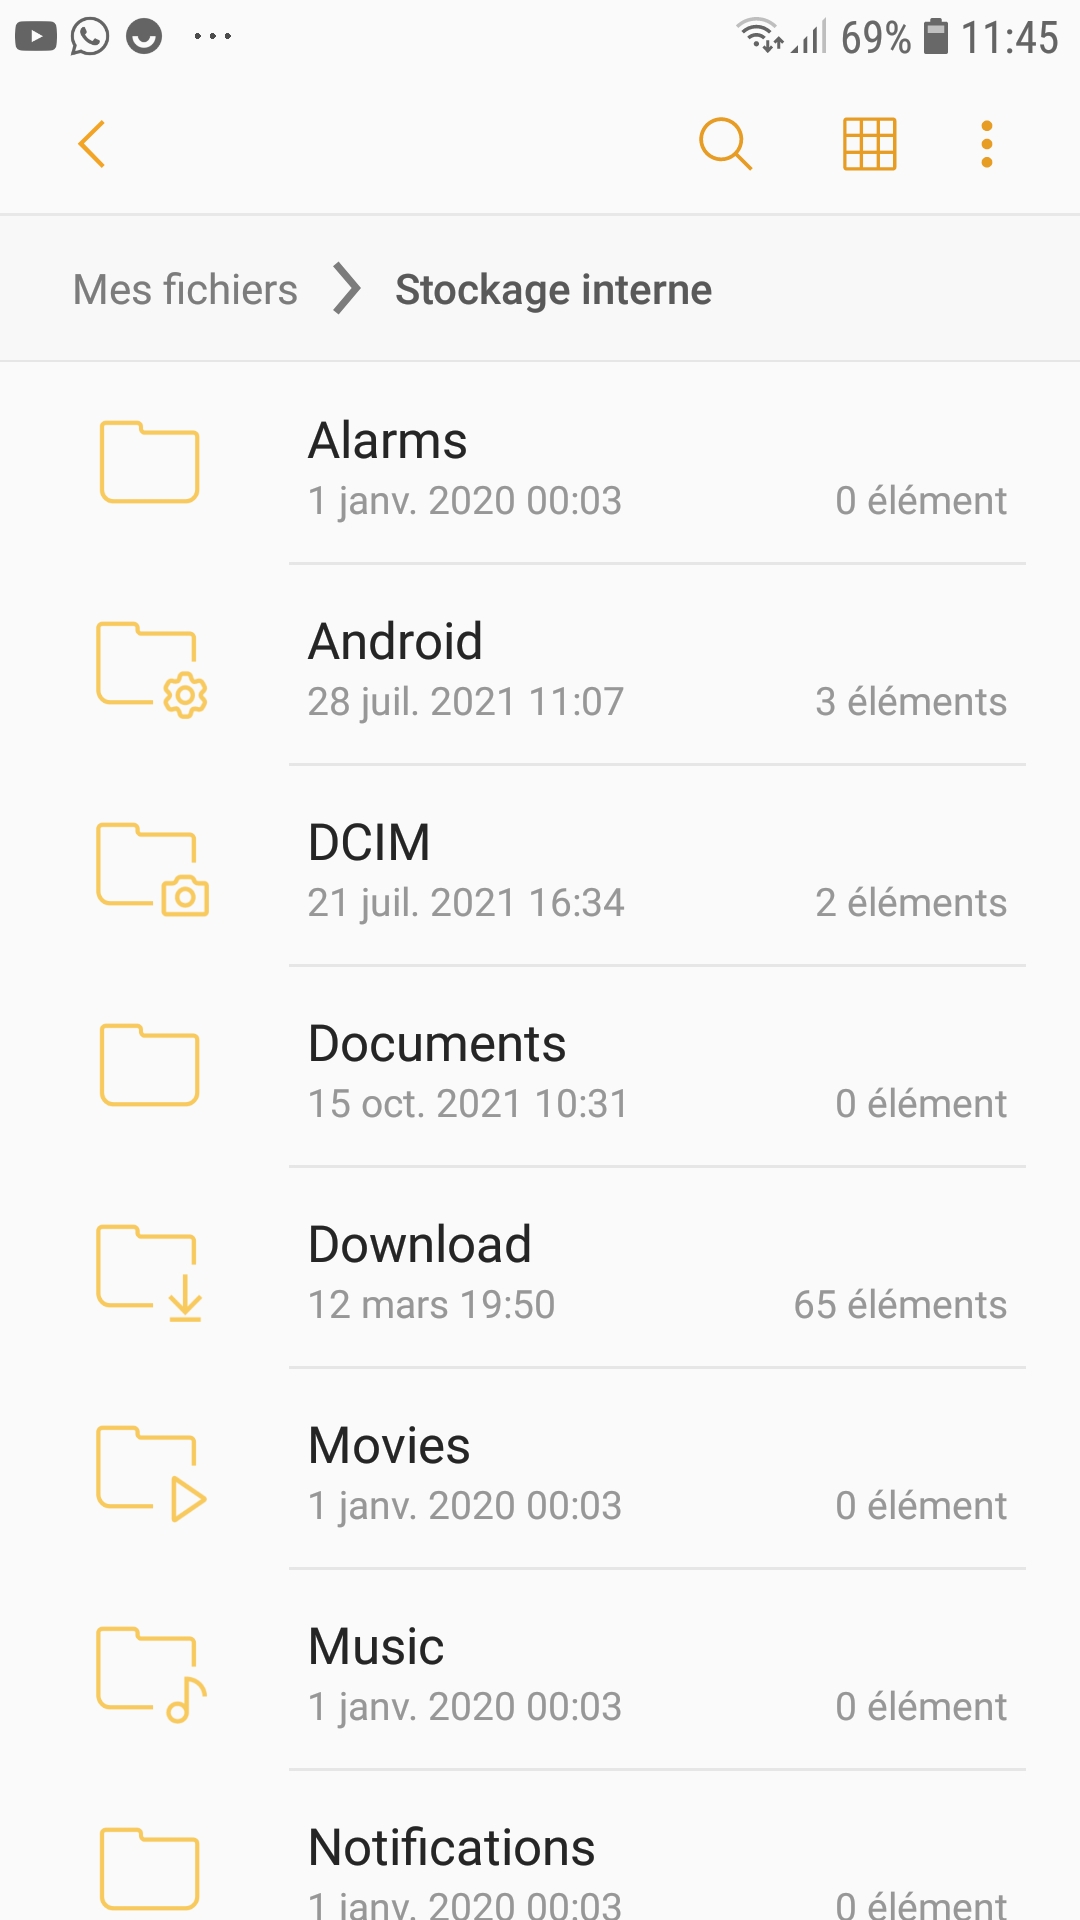 69% 11:45
Mes fichiers Stockage interne
Alarms
1 janv. 2020 00:03 0 élément
Android
28 juil. 2021 11:07 3 éléments
DCIM
21 juil. 2021 16:34 2 éléments
Documents
15 oct. 2021 10:31 0 élément
Download
12 mars 19:50 65 éléments
Movies
1 janv. 2020 00:03 0 élément
Music
1 janv. 2020 00:03 0 élément
Notifications
1 janv. 2020 00:03 0 élément